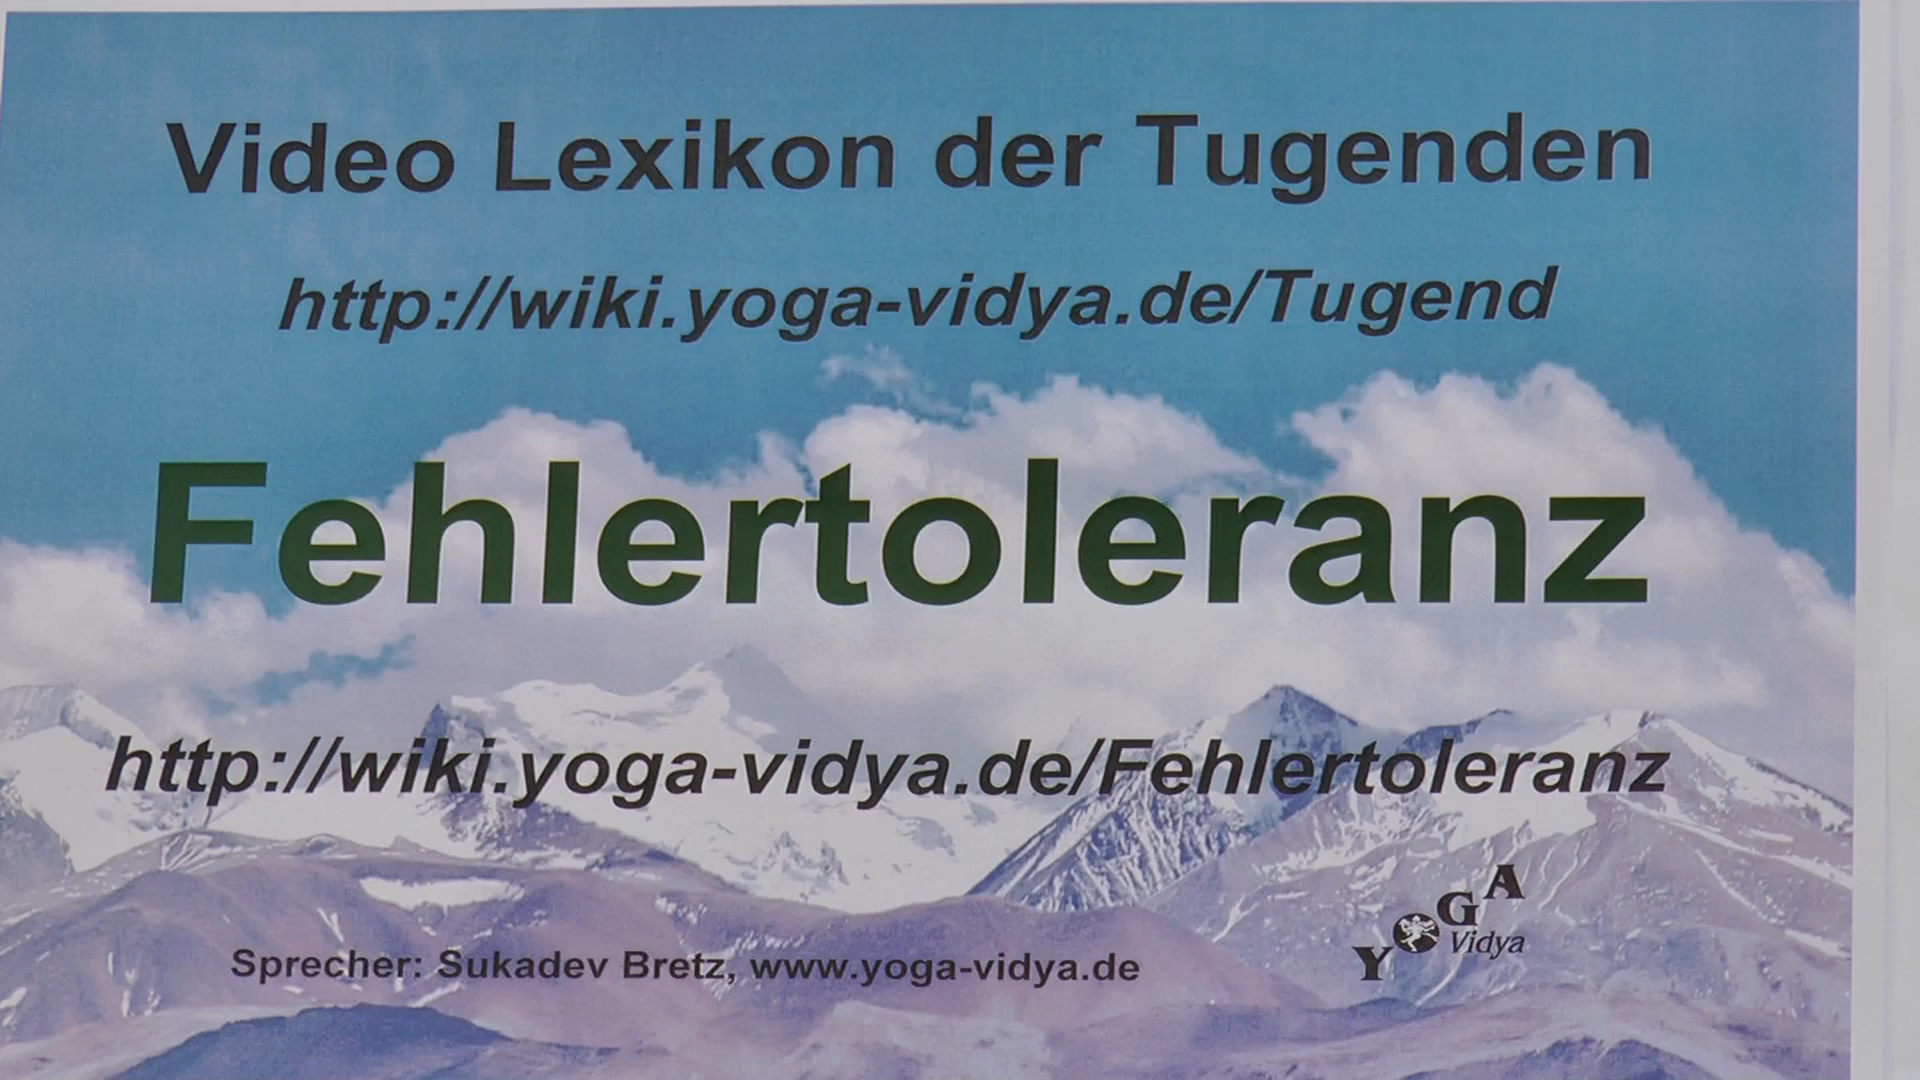 Video Lexikon der Tugenden
http://wiki.yoga-vidya.de/Tugend
Fehlertoleranz
http://wiki.yoga-vidya.de/Fehlertoleranz
Sprecher: Sukadev Bretz, www.yoga-vidya.de
YOGA
Vidya